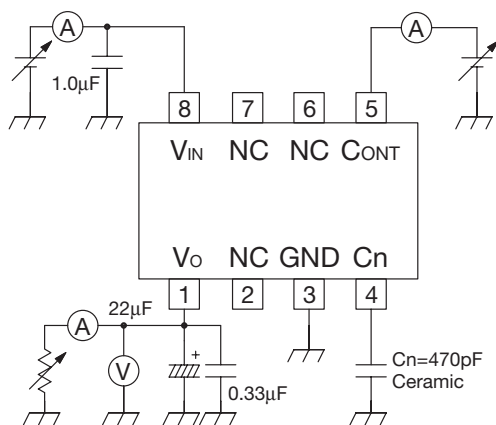 A
A
1.0µF
8
7
6
5
VIN
NC
NC
CONT
VO
NC
GND
Cn
1
2
3
4
22µF
A
V
+
0.33µF
Cn=470pF
Ceramic